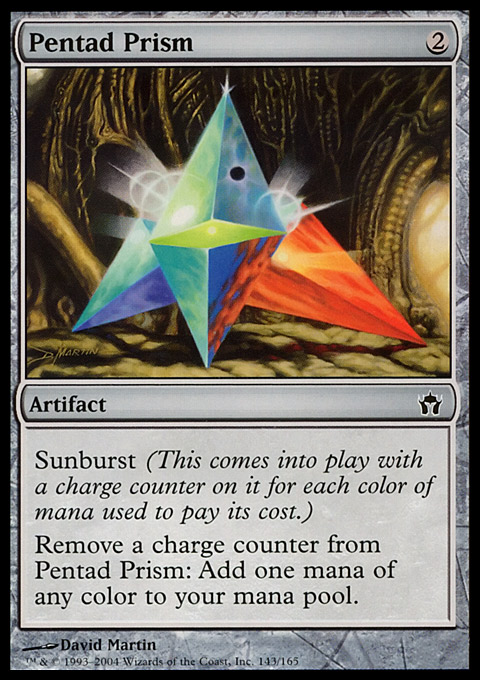 Pentad Prism 2
D. MARTIN
Artifact
Sunburst (This comes into play with
a charge counter on it for each color of
mana used to pay its cost.)
Remove a charge counter from
Pentad Prism: Add one mana of
any color to your mana pool.
David Martin
™ & © 1993–2004 Wizards of the Coast, Inc. 143/165